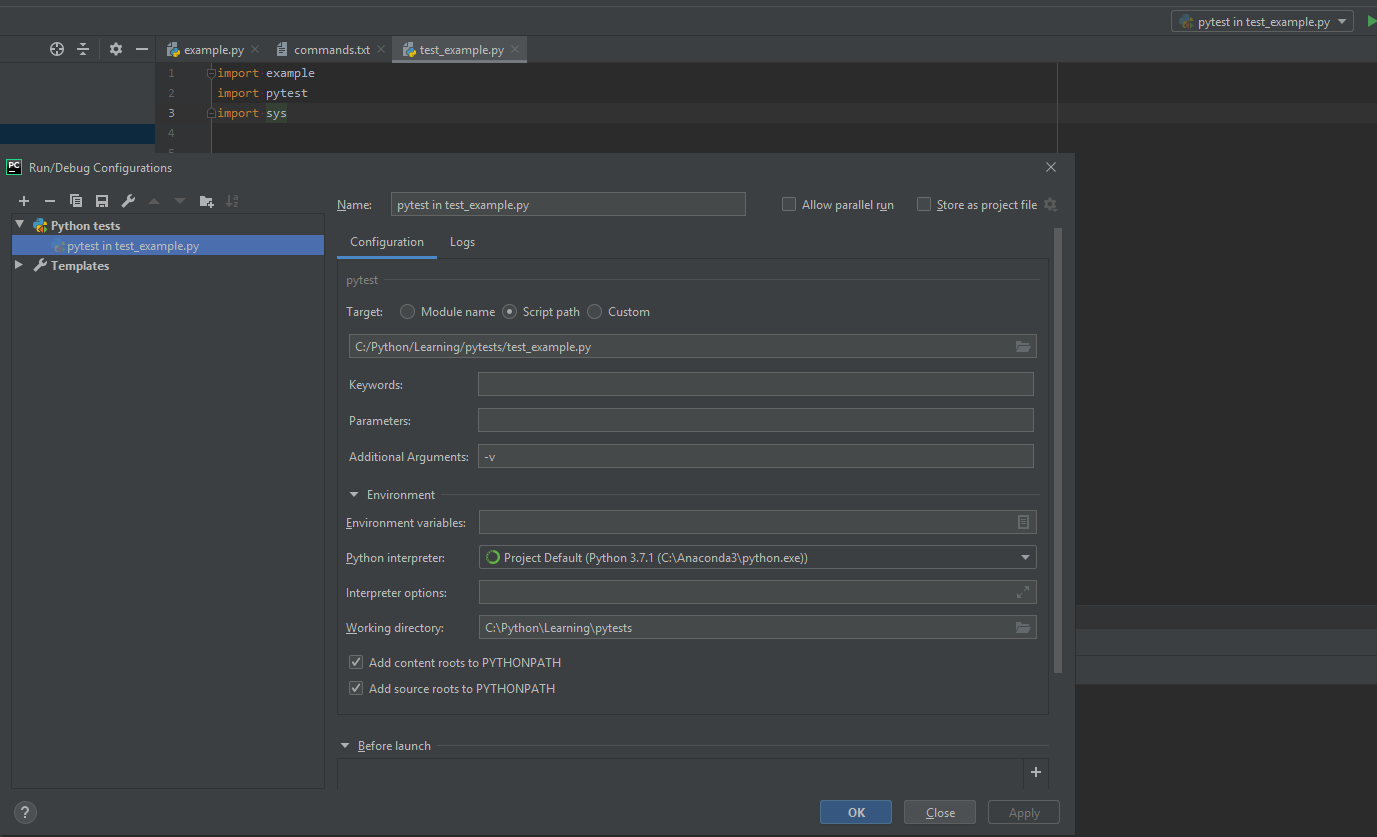 pytest in test_example.py
example.py commands.txt test_example.py
1 import example
2 import pytest
3 import sys
4
5
PC Run/Debug Configurations
Name: pytest in test_example.py Allow parallel run Store as project file
Python tests
pytest in test_example.py
Templates
Configuration Logs
pytest
Target: Module name Script path Custom
C:/Python/Learning/pytests/test_example.py
Keywords:
Parameters:
Additional Arguments: -v
Environment
Environment variables:
Python interpreter: Project Default (Python 3.7.1 (C:\Anaconda3\python.exe))
Interpreter options:
Working directory: C:\Python\Learning\pytests
Add content roots to PYTHONPATH
Add source roots to PYTHONPATH
Before launch
? OK Close Apply